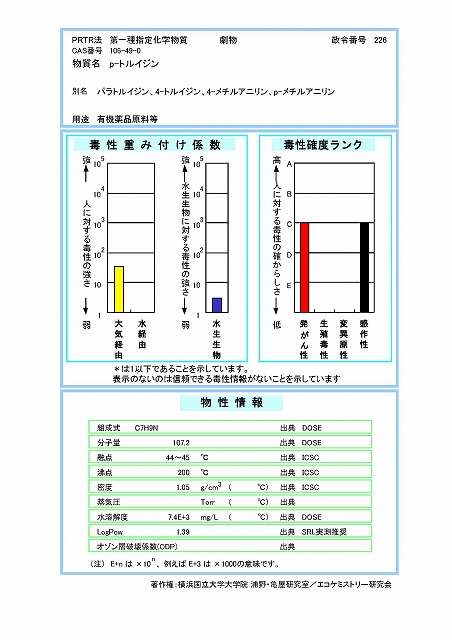 PRTR法 第一種指定化学物質 劇物 政令番号 226
CAS番号 106-49-0
物質名 p-トルイジン
別名 パラトルイジン、4-トルイジン、4-メチルアニリン、p-メチルアニリン
用途 有機薬品原料等
毒性重み付け係数
強 人に対する毒性の強さ 弱
10^5
10^4
10^3
10^2
10
1
大気経由
水経由
強 水生生物に対する毒性の強さ 弱
10^5
10^4
10^3
10^2
10
1
水生生物
毒性確度ランク
高 人に対する毒性の確からしさ 低
A
B
C
D
E
発がん性
生殖毒性
変異原性
感作性
＊は1以下であることを示しています。
表示のないのは信頼できる毒性情報がないことを示しています
物性情報
組成式 C7H9N 出典 DOSE
分子量 107.2 出典 DOSE
融点 44～45 ℃ 出典 ICSC
沸点 200 ℃ 出典 ICSC
密度 1.05 g/cm^3 ( ℃) 出典 ICSC
蒸気圧 Torr ( ℃) 出典
水溶解度 7.4E+3 mg/L ( ℃) 出典 DOSE
LogPow 1.39 出典 SRL実測推奨
オゾン層破壊係数(ODP) 出典
(注) E+n は ×10^n、例えば E+3 は ×1000の意味です。
著作権：横浜国立大学大学院 浦野・亀屋研究室／エコケミストリー研究会